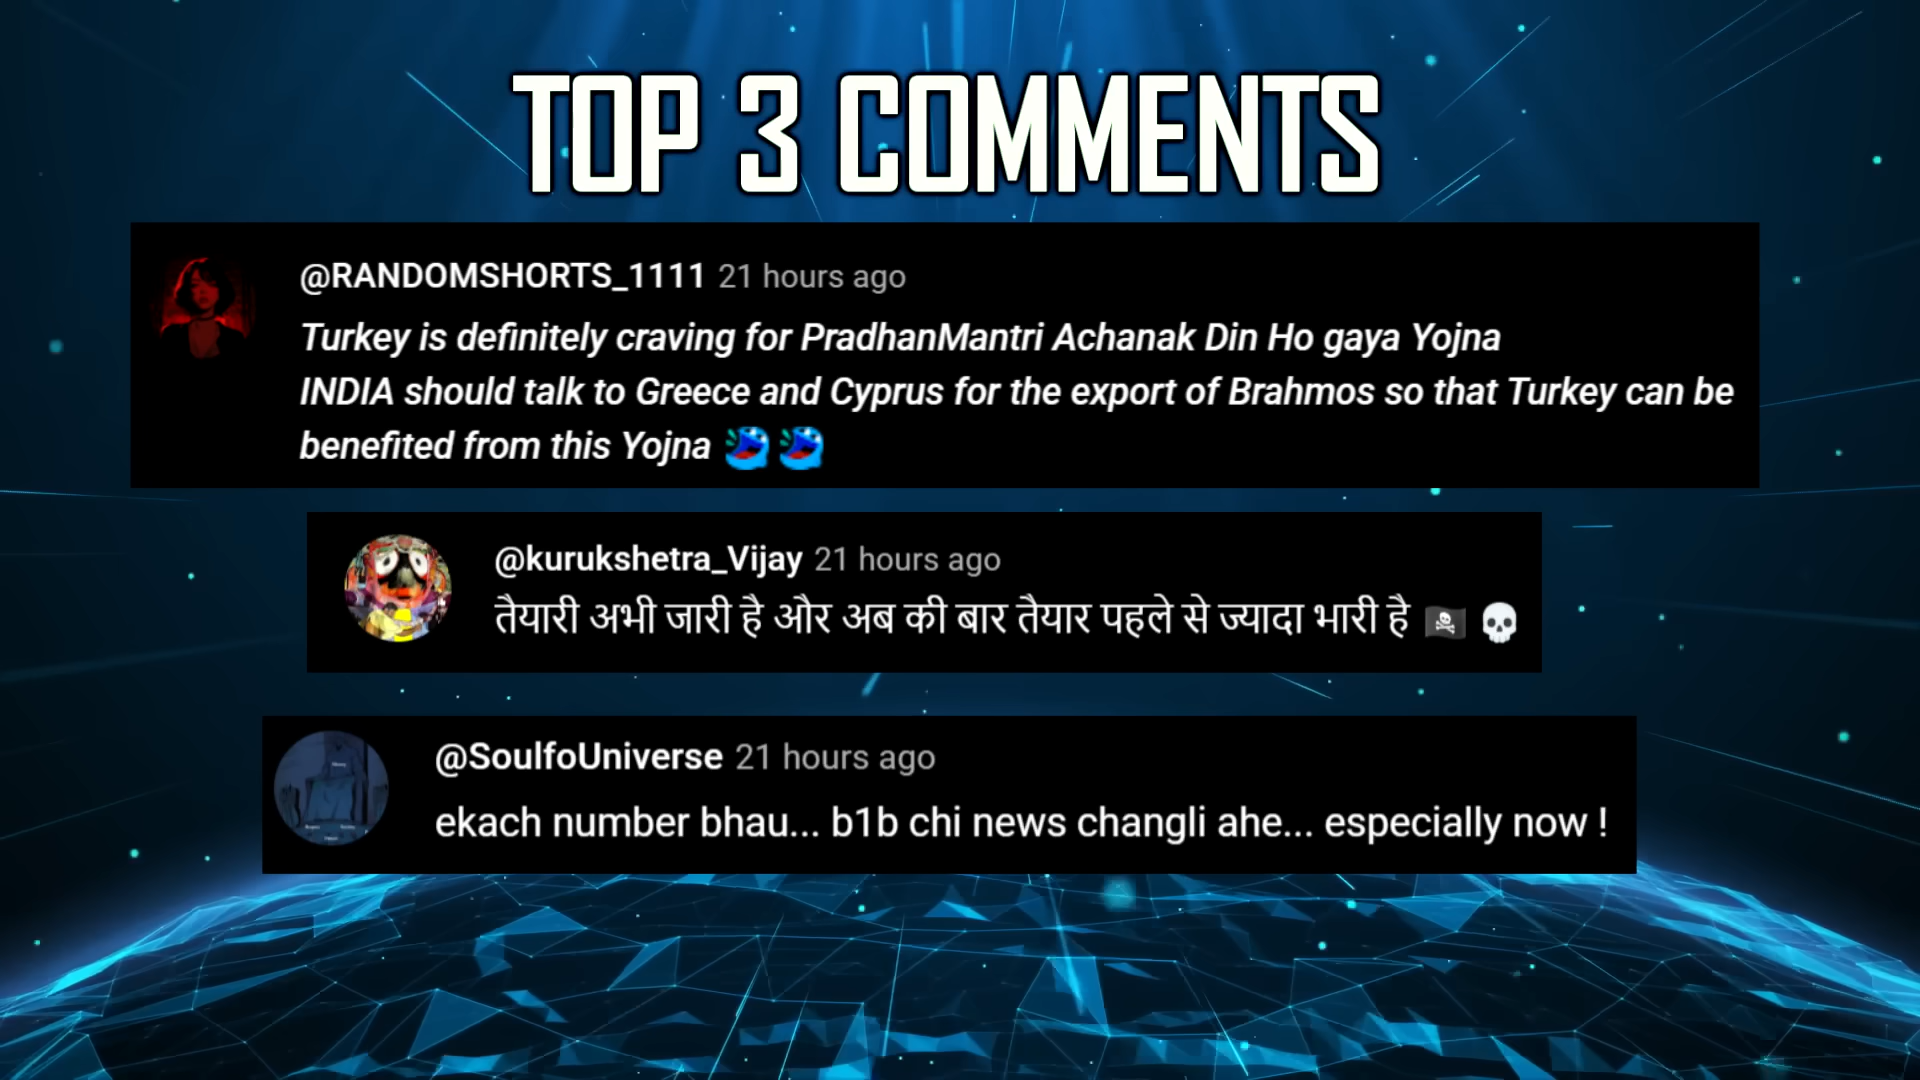 TOP 3 COMMENTS
@RANDOMSHORTS_1111 21 hours ago
Turkey is definitely craving for PradhanMantri Achanak Din Ho gaya Yojna
INDIA should talk to Greece and Cyprus for the export of Brahmos so that Turkey can be
benefited from this Yojna
@kurukshetra_Vijay 21 hours ago
तैयारी अभी जारी है और अब की बार तैयार पहले से ज्यादा भारी है 🏴‍☠️ 💀
@SoulfoUniverse 21 hours ago
ekach number bhau... b1b chi news changli ahe... especially now !